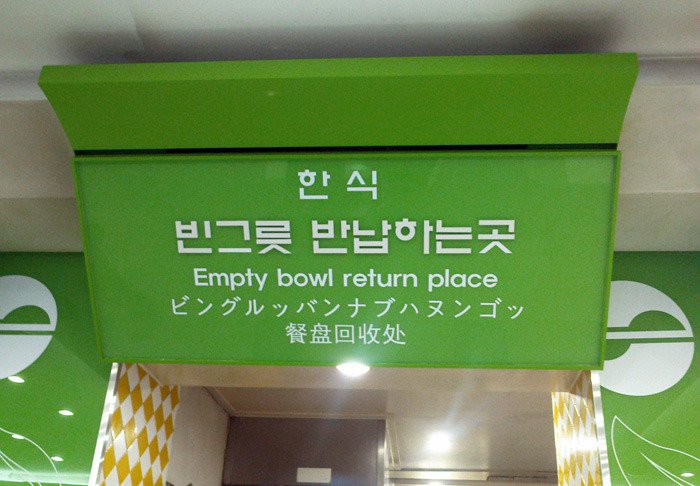 한식
빈그릇 반납하는곳
Empty bowl return place
ビングルッバンナブハヌンゴッ
餐盘回收处